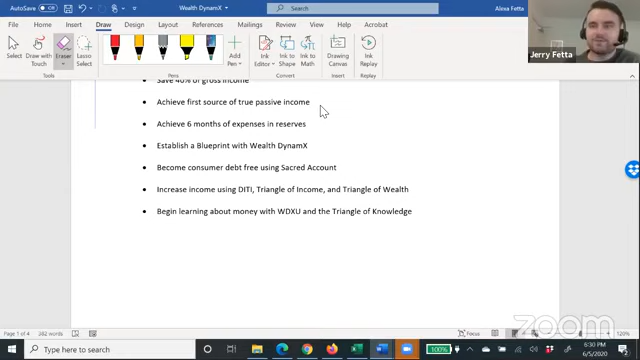 AutoSave Off
Wealth DynamX
Search
Alexa Fetta
File Home Insert Draw Design Layout References Mailings Review View Help Acrobat
Select
Draw with Touch
Eraser
Lasso Select
Add Pen
Ink Editor
Ink to Shape
Ink to Math
Drawing Canvas
Ink Replay
Tools Pens Convert Insert Replay
Jerry Fetta
Save 40% of gross income
• Achieve first source of true passive income
• Achieve 6 months of expenses in reserves
• Establish a Blueprint with Wealth DynamX
• Become consumer debt free using Sacred Account
• Increase income using DITI, Triangle of Income, and Triangle of Wealth
• Begin learning about money with WDXU and the Triangle of Knowledge
zoom
Page 1 of 4 382 words
Focus
120%
Type here to search
100%
6:30 PM
6/5/2020